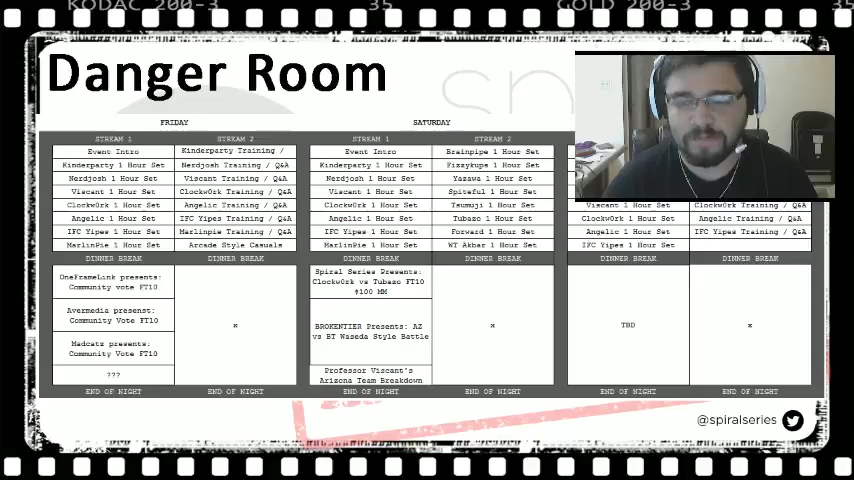 KODAC 200-3 35 GOLD 200-3 35
Danger Room
FRIDAY
STREAM 1 STREAM 2
Event Intro Kinderparty Training /
Kinderparty 1 Hour Set Nerdjosh Training / Q&A
Nerdjosh 1 Hour Set Viscant Training / Q&A
Viscant 1 Hour Set Clockw0rk Training / Q&A
Clockw0rk 1 Hour Set Angelic Training / Q&A
Angelic 1 Hour Set IFC Yipes Training / Q&A
IFC Yipes 1 Hour Set Marlinpie Training / Q&A
MarlinPie 1 Hour Set Arcade Style Casuals
DINNER BREAK DINNER BREAK
OneFrameLink presents:
Community vote FT10
x
Avermedia presenst:
Community Vote FT10
Madcatz presents:
Community Vote FT10
???
END OF NIGHT END OF NIGHT
SATURDAY
STREAM 1 STREAM 2
Event Intro Brainpipe 1 Hour Set
Kinderparty 1 Hour Set Fizzykups 1 Hour Set
Nerdjosh 1 Hour Set Yazawa 1 Hour Set
Viscant 1 Hour Set Spiteful 1 Hour Set
Clockw0rk 1 Hour Set Tsumuji 1 Hour Set
Angelic 1 Hour Set Tubazo 1 Hour Set
IFC Yipes 1 Hour Set Forward 1 Hour Set
MarlinPie 1 Hour Set WT Akbar 1 Hour Set
DINNER BREAK DINNER BREAK
Spiral Series Presents:
Clockw0rk vs Tubazo FT10
$100 MM
x
BROKENTIER Presents: AZ
vs BT Waseda Style Battle
Professor Viscant's
Arizona Team Breakdown
END OF NIGHT END OF NIGHT
Viscant 1 Hour Set Clockw0rk Training / Q&A
Clockw0rk 1 Hour Set Angelic Training / Q&A
Angelic 1 Hour Set IFC Yipes Training / Q&A
IFC Yipes 1 Hour Set
DINNER BREAK DINNER BREAK
TBD x
END OF NIGHT END OF NIGHT
@spiralseries